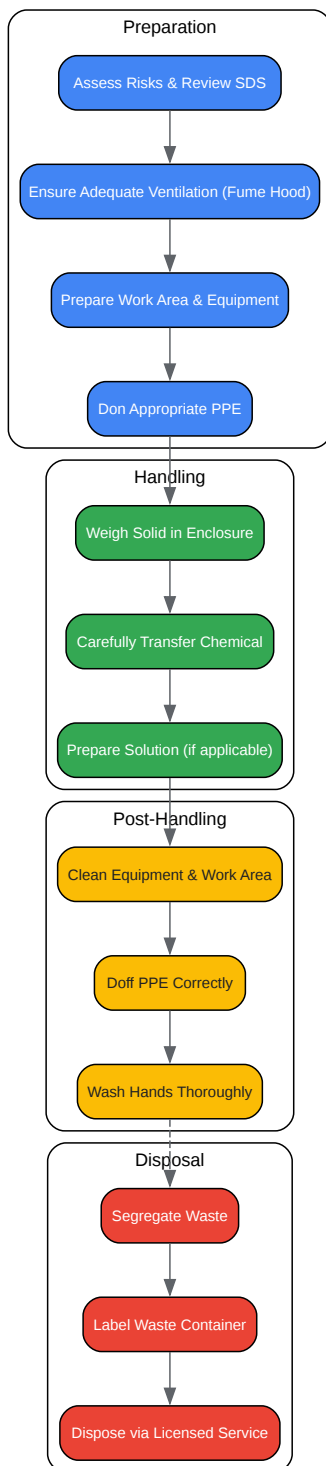 Preparation
Assess Risks & Review SDS
Ensure Adequate Ventilation (Fume Hood)
Prepare Work Area & Equipment
Don Appropriate PPE
Handling
Weigh Solid in Enclosure
Carefully Transfer Chemical
Prepare Solution (if applicable)
Post-Handling
Clean Equipment & Work Area
Doff PPE Correctly
Wash Hands Thoroughly
Disposal
Segregate Waste
Label Waste Container
Dispose via Licensed Service